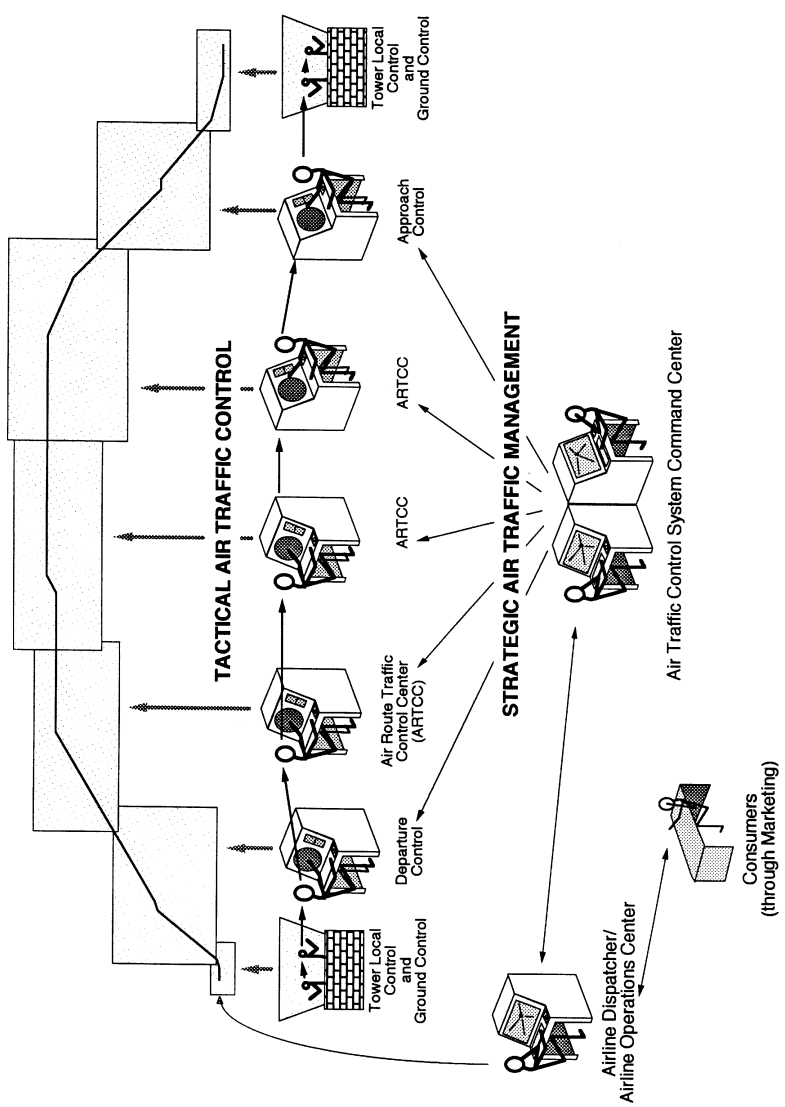 TACTICAL AIR TRAFFIC CONTROL
Tower Local
Control
and
Ground Control
Departure
Control
Air Route Traffic
Control Center
(ARTCC)
ARTCC
ARTCC
Approach
Control
Tower Local
Control
and
Ground Control
STRATEGIC AIR TRAFFIC MANAGEMENT
Airline Dispatcher/
Airline Operations Center
Air Traffic Control System Command Center
Consumers
(through Marketing)